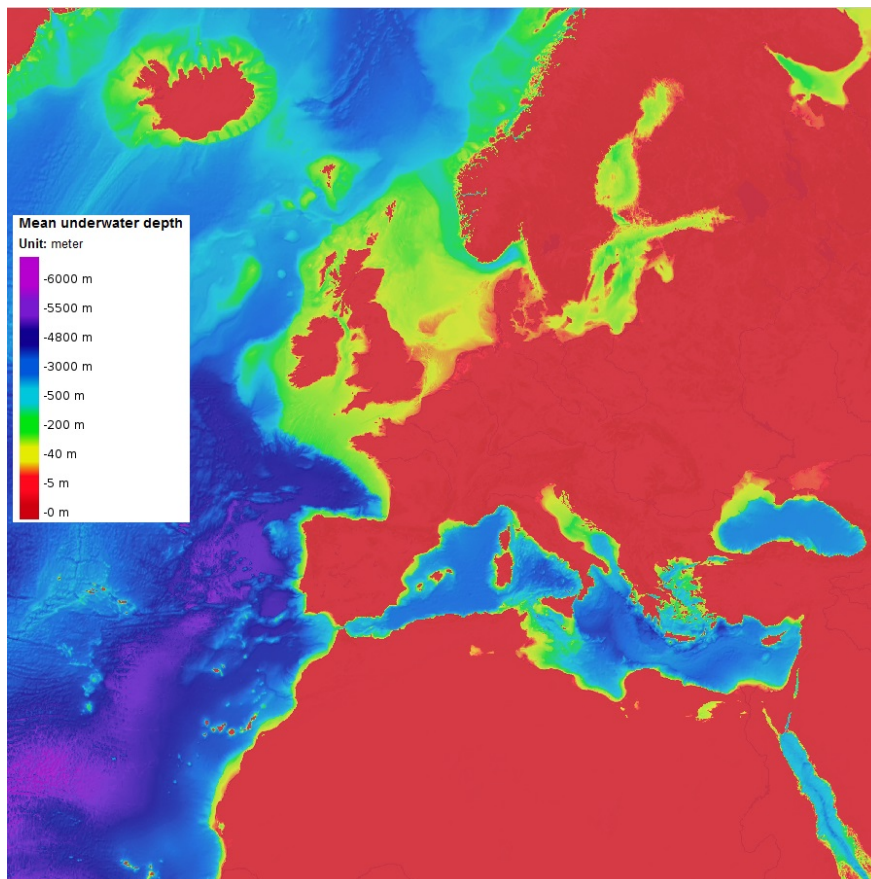 Mean underwater depth
Unit: meter
-6000 m
-5500 m
-4800 m
-3000 m
-500 m
-200 m
-40 m
-5 m
-0 m